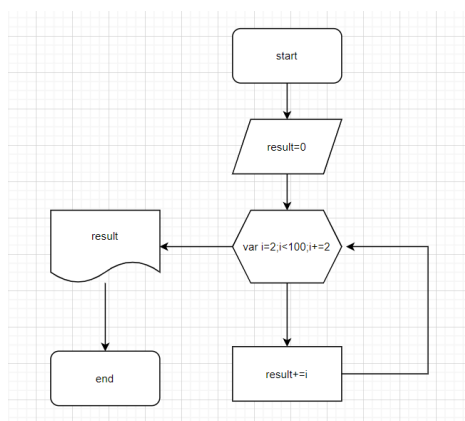 start
result=0
var i=2;i<100;i+=2
result
result+=i
end